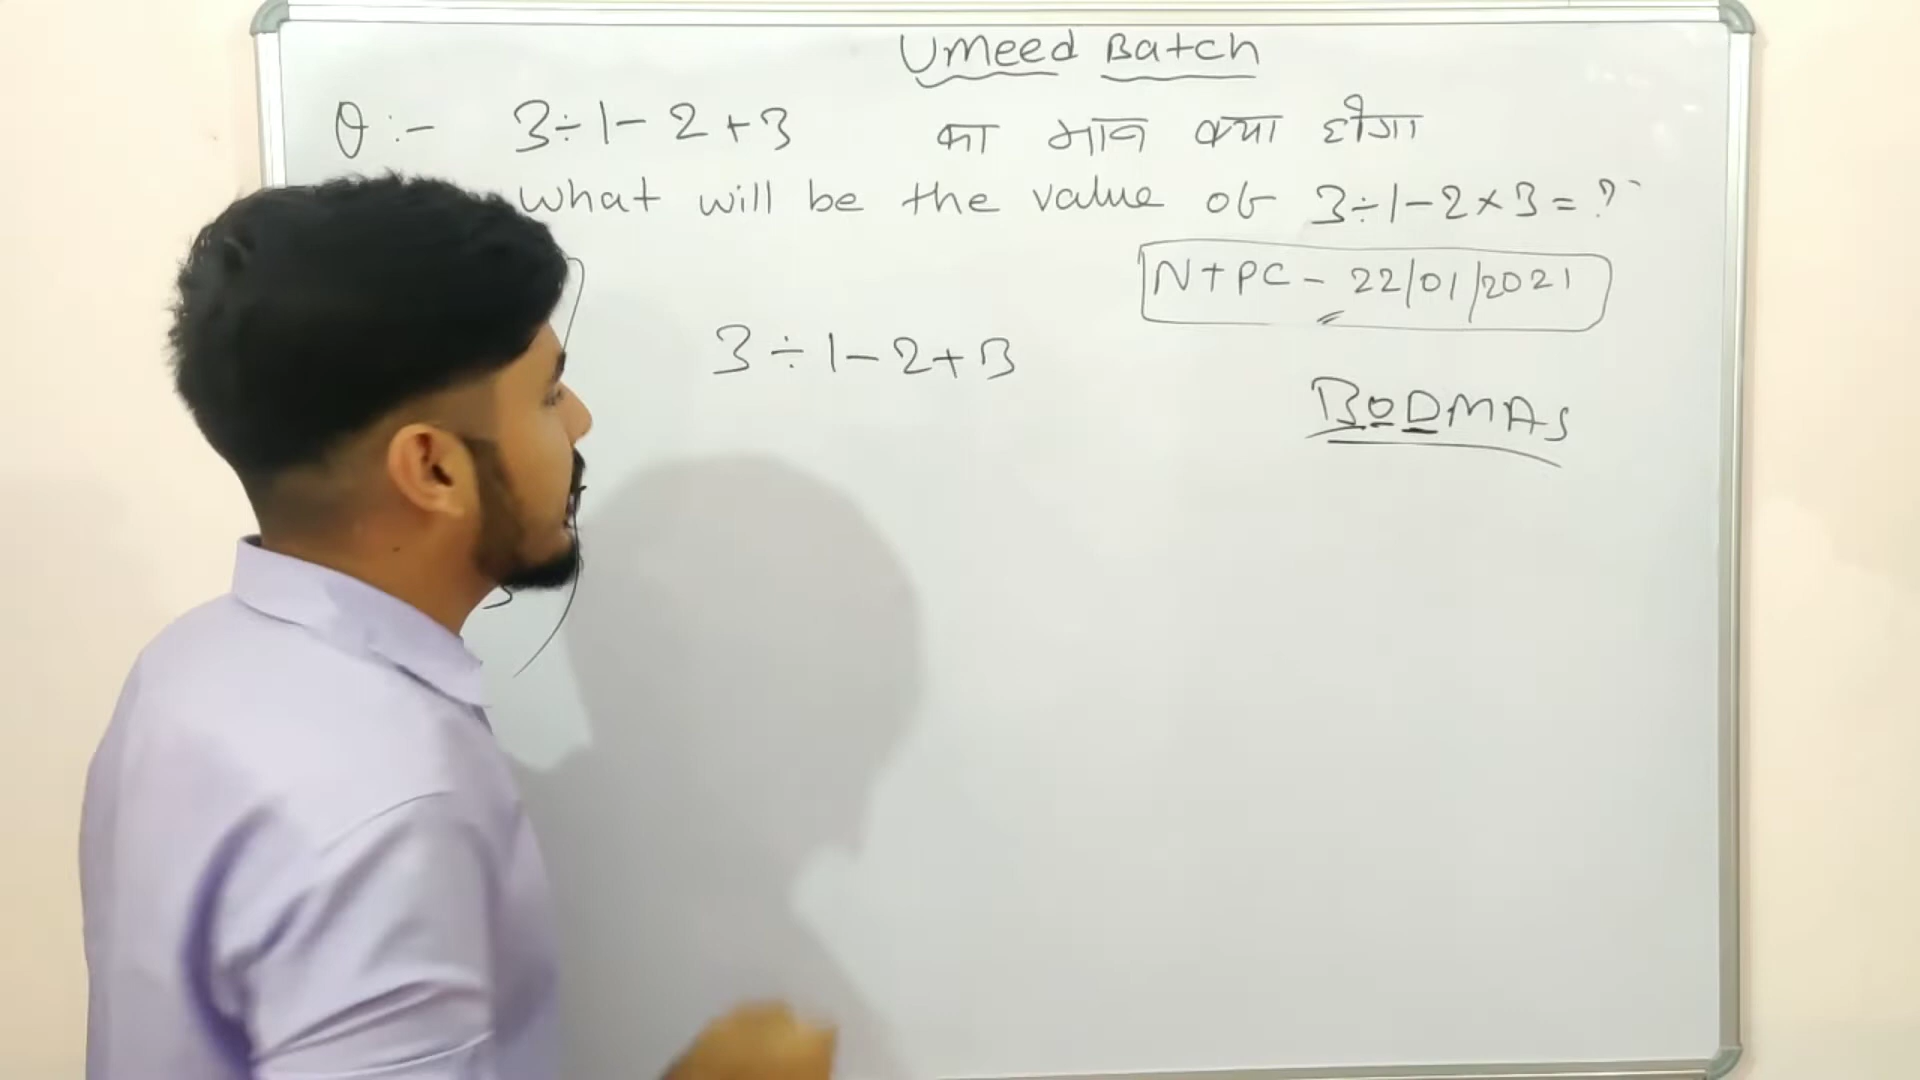 Umeed Batch
Q:- 3÷1-2+3 का मान क्या होगा
what will be the value of 3÷1-2×3=?
NTPC - 22/01/2021
3÷1-2+3
BODMAS